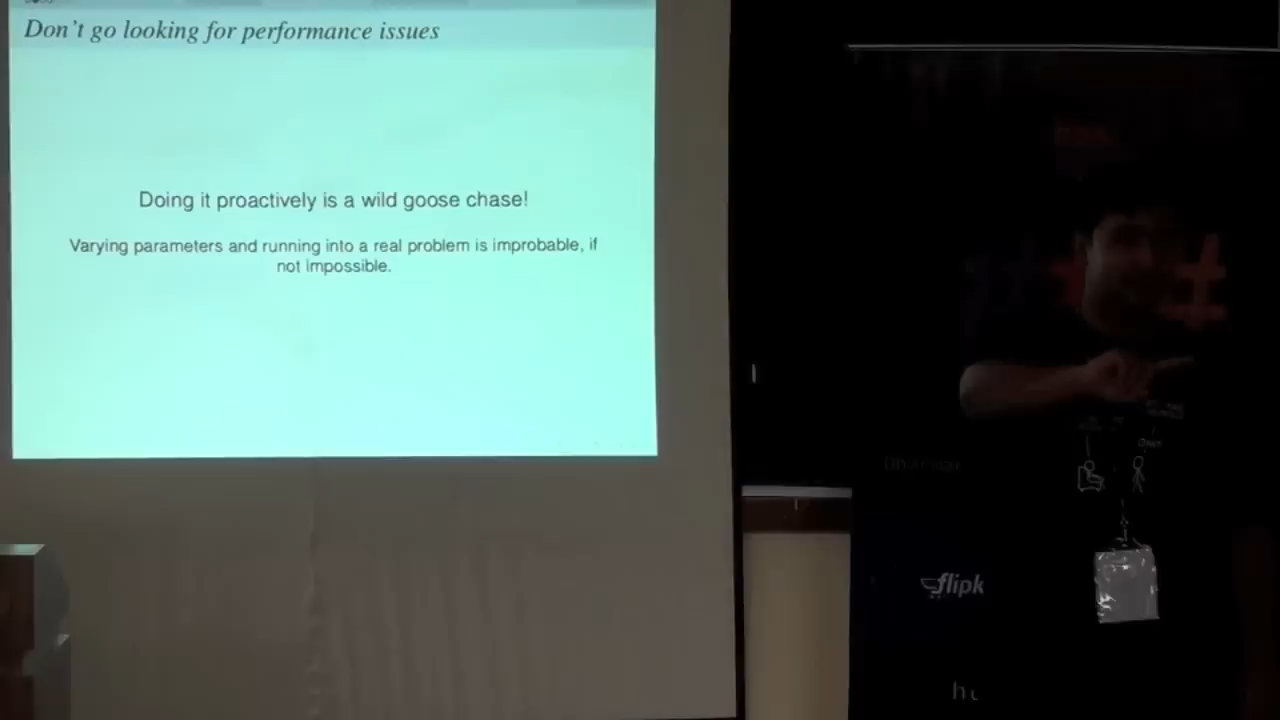 Don't go looking for performance issues
Doing it proactively is a wild goose chase!
Varying parameters and running into a real problem is improbable, if
not impossible.
flipk